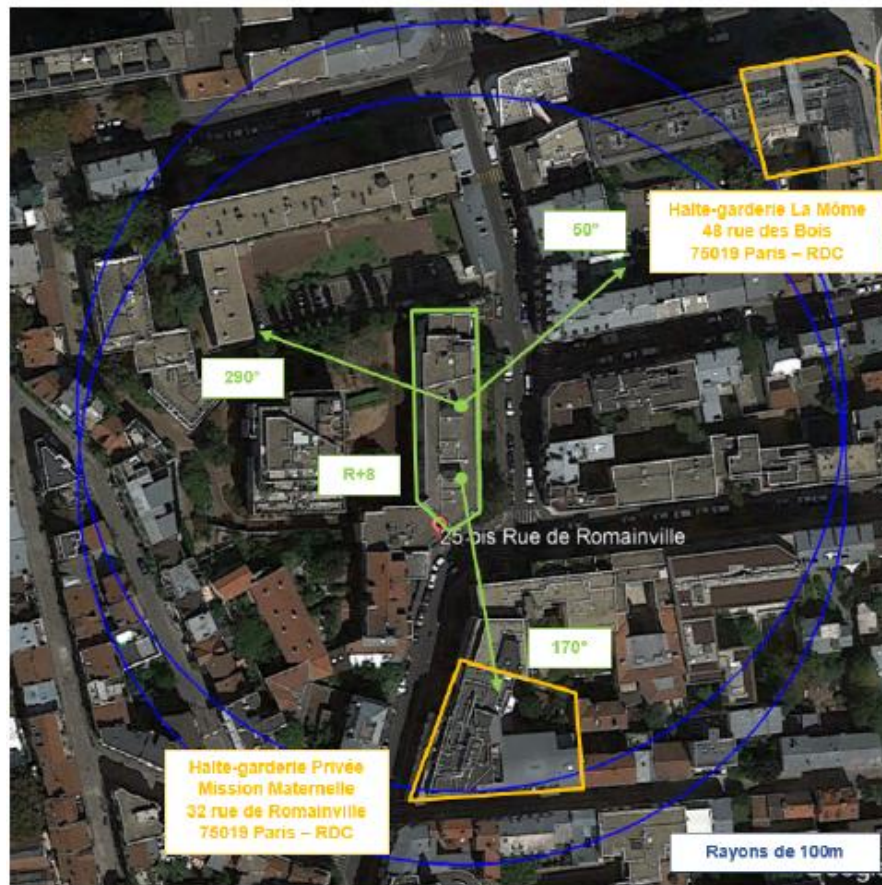 50°
Halte-garderie La Môme
48 rue des Bois
75019 Paris – RDC
290°
R+8
25 bis Rue de Romainville
170°
Halte-garderie Privée
Mission Maternelle
32 rue de Romainville
75019 Paris – RDC
Rayons de 100m